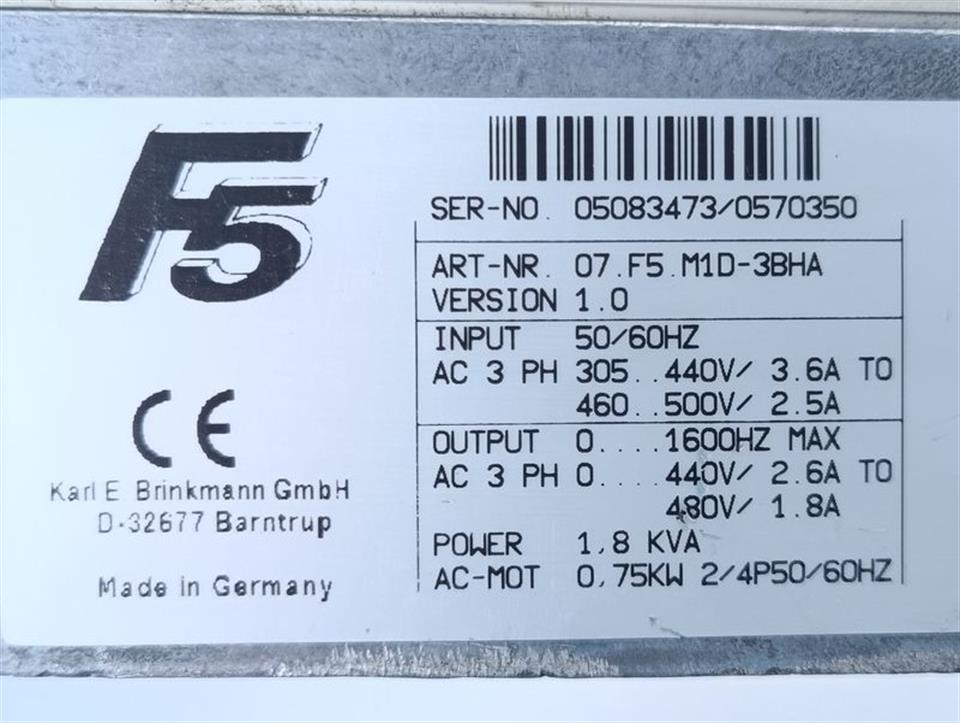 F5
SER-NO. 05083473/0570350
ART-NR. 07.F5.M1D-3BHA
VERSION 1.0
INPUT 50/60HZ
AC 3 PH 305..440V/ 3.6A TO
460..500V/ 2.5A
OUTPUT 0....1600HZ MAX
AC 3 PH 0....440V/ 2.6A TO
480V/ 1.8A
POWER 1,8 KVA
AC-MOT 0,75KW 2/4P50/60HZ
CE
Karl E. Brinkmann GmbH
D-32677 Barntrup
Made in Germany